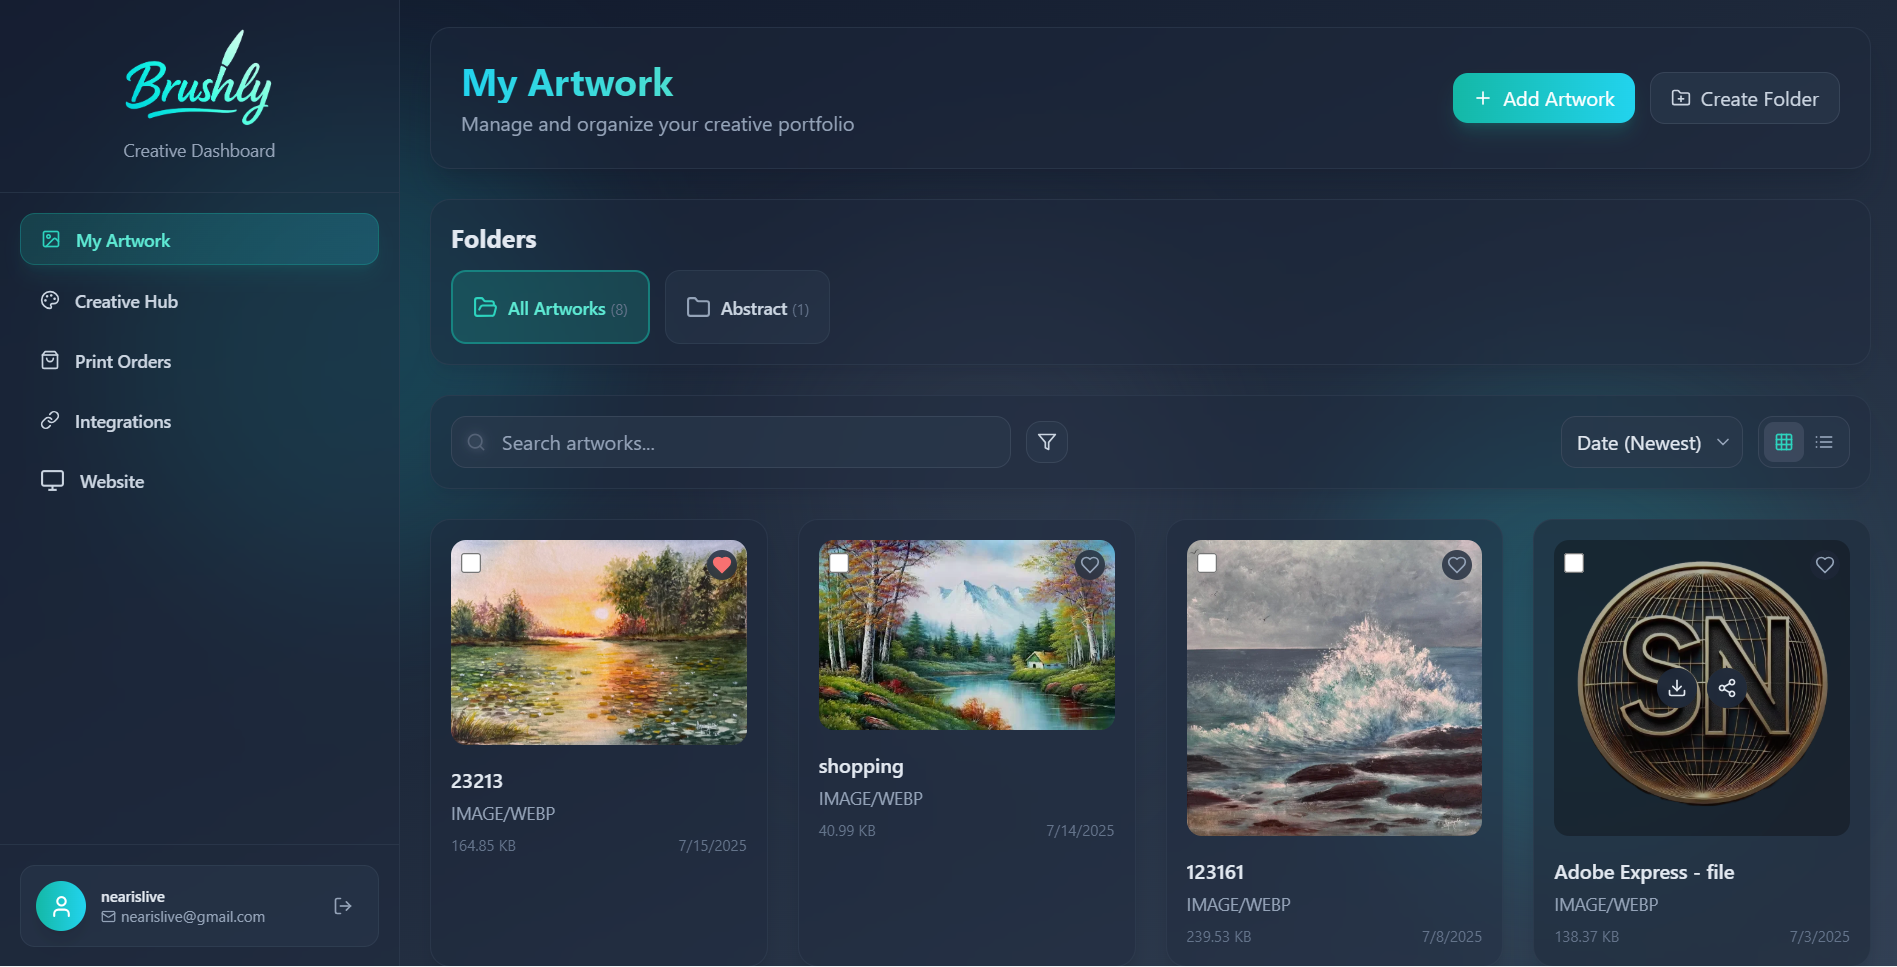 Brushly
Creative Dashboard
My Artwork
Creative Hub
Print Orders
Integrations
Website
nearislive
nearislive@gmail.com
My Artwork
Manage and organize your creative portfolio
Add Artwork
Create Folder
Folders
All Artworks (8)
Abstract (1)
Search artworks...
Date (Newest)
23213
IMAGE/WEBP
164.85 KB 7/15/2025
shopping
IMAGE/WEBP
40.99 KB 7/14/2025
123161
IMAGE/WEBP
239.53 KB 7/8/2025
SN
Adobe Express - file
IMAGE/WEBP
138.37 KB 7/3/2025